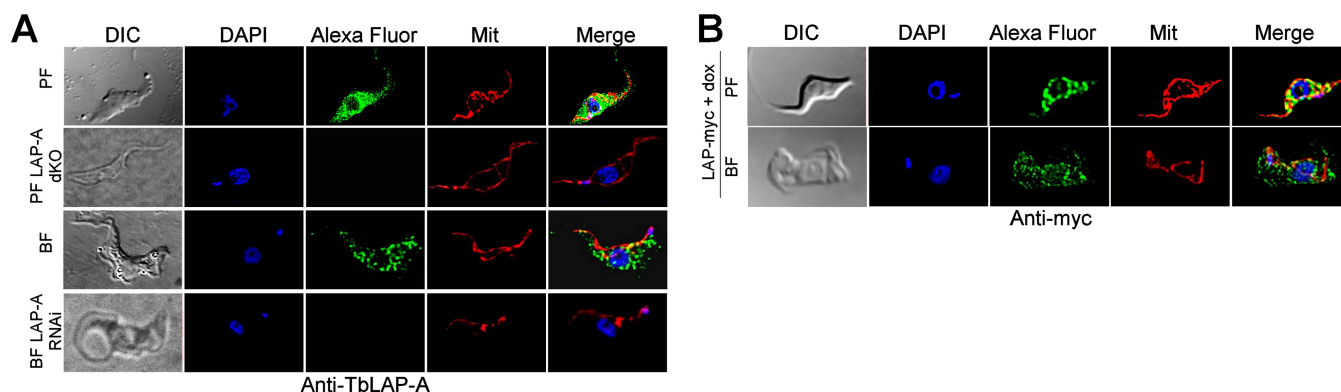 A
DIC DAPI Alexa Fluor Mit Merge
PF
PF LAP-A
dKO
BF
BF LAP-A
RNAi
Anti-TbLAP-A
B
DIC DAPI Alexa Fluor Mit Merge
LAP-myc + dox
PF
BF
Anti-myc